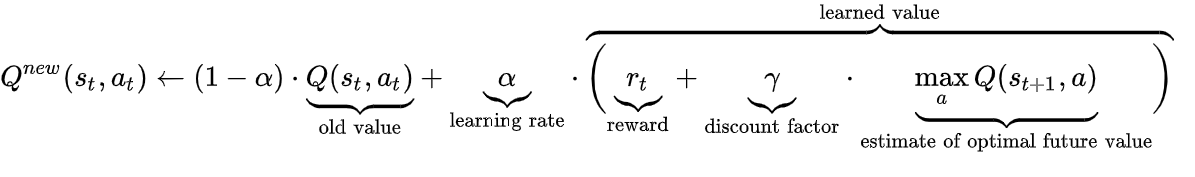 learned value
Q^{new}(s_t, a_t) ← (1 − α) · Q(s_t, a_t) + α · ( r_t + γ · max_a Q(s_{t+1}, a) )
old value
learning rate
reward
discount factor
estimate of optimal future value